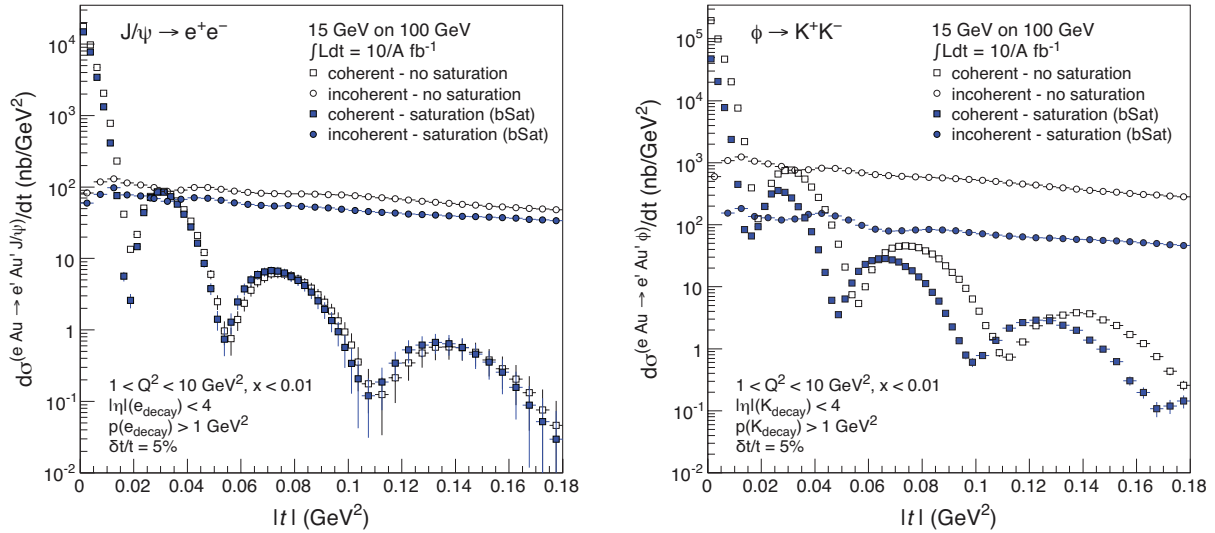 J/ψ → e⁺e⁻
15 GeV on 100 GeV
∫Ldt = 10/A fb⁻¹
coherent - no saturation
incoherent - no saturation
coherent - saturation (bSat)
incoherent - saturation (bSat)
10⁴
10³
10²
10
1
10⁻¹
10⁻²
dσ(e Au → e' Au' J/ψ)/dt (nb/GeV²)
1 < Q² < 10 GeV², x < 0.01
|η|(e_decay) < 4
p(e_decay) > 1 GeV²
δt/t = 5%
0 0.02 0.04 0.06 0.08 0.1 0.12 0.14 0.16 0.18
|t| (GeV²)
ϕ → K⁺K⁻
15 GeV on 100 GeV
∫Ldt = 10/A fb⁻¹
coherent - no saturation
incoherent - no saturation
coherent - saturation (bSat)
incoherent - saturation (bSat)
10⁵
10⁴
10³
10²
10
1
10⁻¹
10⁻²
dσ(e Au → e' Au' ϕ)/dt (nb/GeV²)
1 < Q² < 10 GeV², x < 0.01
|η|(K_decay) < 4
p(K_decay) > 1 GeV²
δt/t = 5%
0 0.02 0.04 0.06 0.08 0.1 0.12 0.14 0.16 0.18
|t| (GeV²)